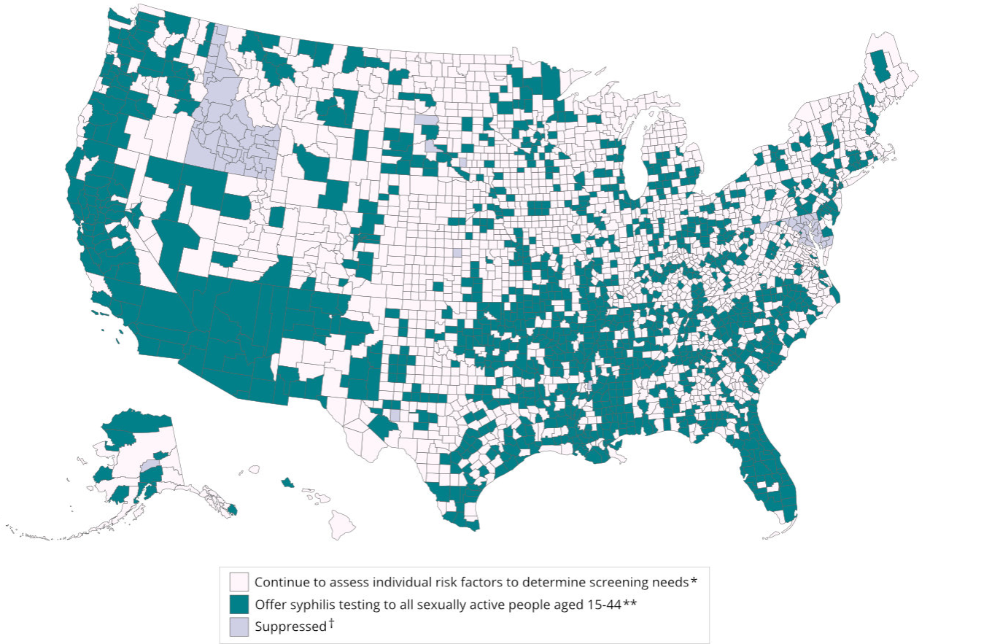 Continue to assess individual risk factors to determine screening needs*
Offer syphilis testing to all sexually active people aged 15-44**
Suppressed†